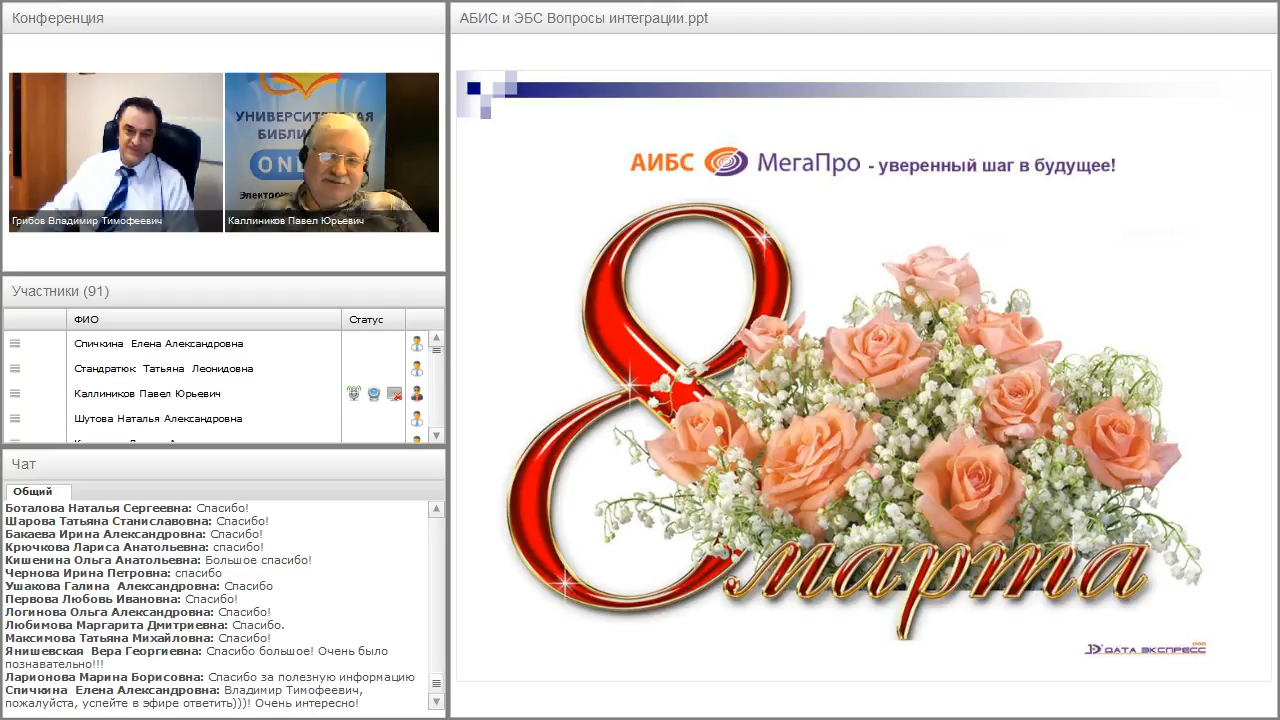 Конференция
УНИВЕРСИТЕТСКАЯ
ONL
Грибов Владимир Тимофеевич
Каллиников Павел Юрьевич
Участники (91)
ФИО Статус
Спичкина Елена Александровна
Стандратюк Татьяна Леонидовна
Каллиников Павел Юрьевич
Шутова Наталья Александровна
Чат
Общий
Боталова Наталья Сергеевна: Спасибо!
Шарова Татьяна Станиславовна: Спасибо!
Бакаева Ирина Александровна: Спасибо!
Крючкова Лариса Анатольевна: спасибо!
Кишенина Ольга Анатольевна: Большое спасибо!
Чернова Ирина Петровна: спасибо
Ушакова Галина Александровна: Спасибо
Первова Любовь Ивановна: Спасибо!
Логинова Ольга Александровна: Спасибо!
Любимова Маргарита Дмитриевна: Спасибо.
Максимова Татьяна Михайловна: Спасибо!
Янишевская Вера Георгиевна: Спасибо большое! Очень было
познавательно!!!
Ларионова Марина Борисовна: Спасибо за полезную информацию
Спичкина Елена Александровна: Владимир Тимофеевич,
пожалуйста, успейте в эфире ответить)))! Очень интересно!
АБИС и ЭБС Вопросы интеграции.ppt
АИБС МегаПро - уверенный шаг в будущее!
8
марта
ДАТА ЭКСПРЕСС